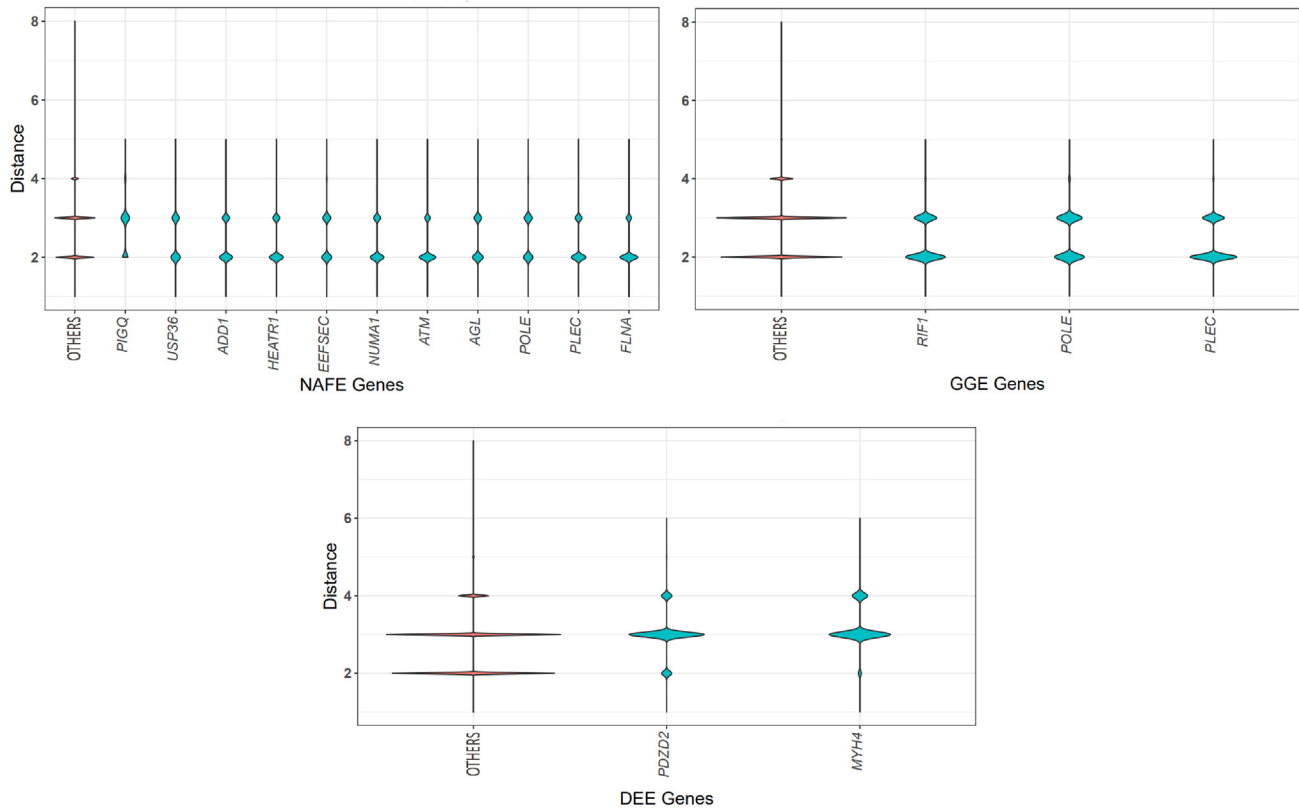 Distance
8
6
4
2
OTHERS
PIGQ
USP36
ADD1
HEATR1
EEFSEC
NUMA1
ATM
AGL
POLE
PLEC
FLNA
NAFE Genes
8
6
4
2
OTHERS
RIF1
POLE
PLEC
GGE Genes
Distance
8
6
4
2
OTHERS
PDZD2
MYH4
DEE Genes